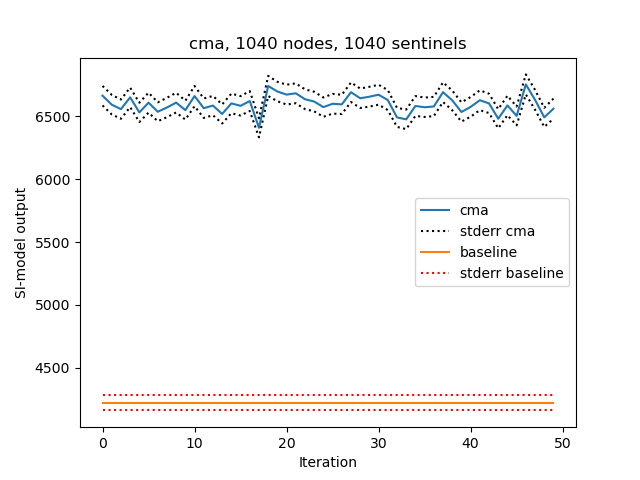 cma, 1040 nodes, 1040 sentinels
SI-model output
6500
6000
5500
5000
4500
cma
stderr cma
baseline
stderr baseline
0 10 20 30 40 50
Iteration